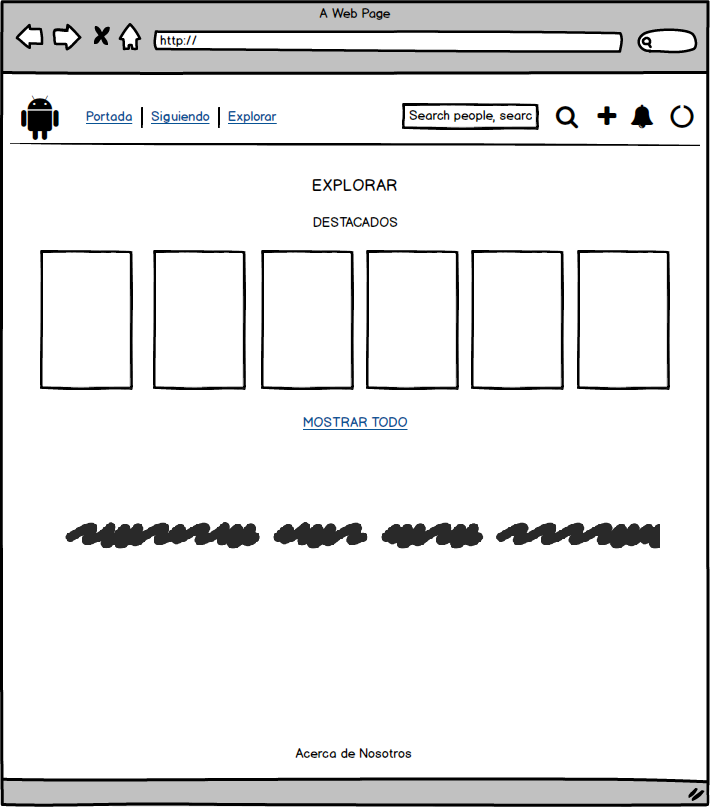 A Web Page
http://
Portada | Siguiendo | Explorar
Search people, searc
EXPLORAR
DESTACADOS
MOSTRAR TODO
Acerca de Nosotros